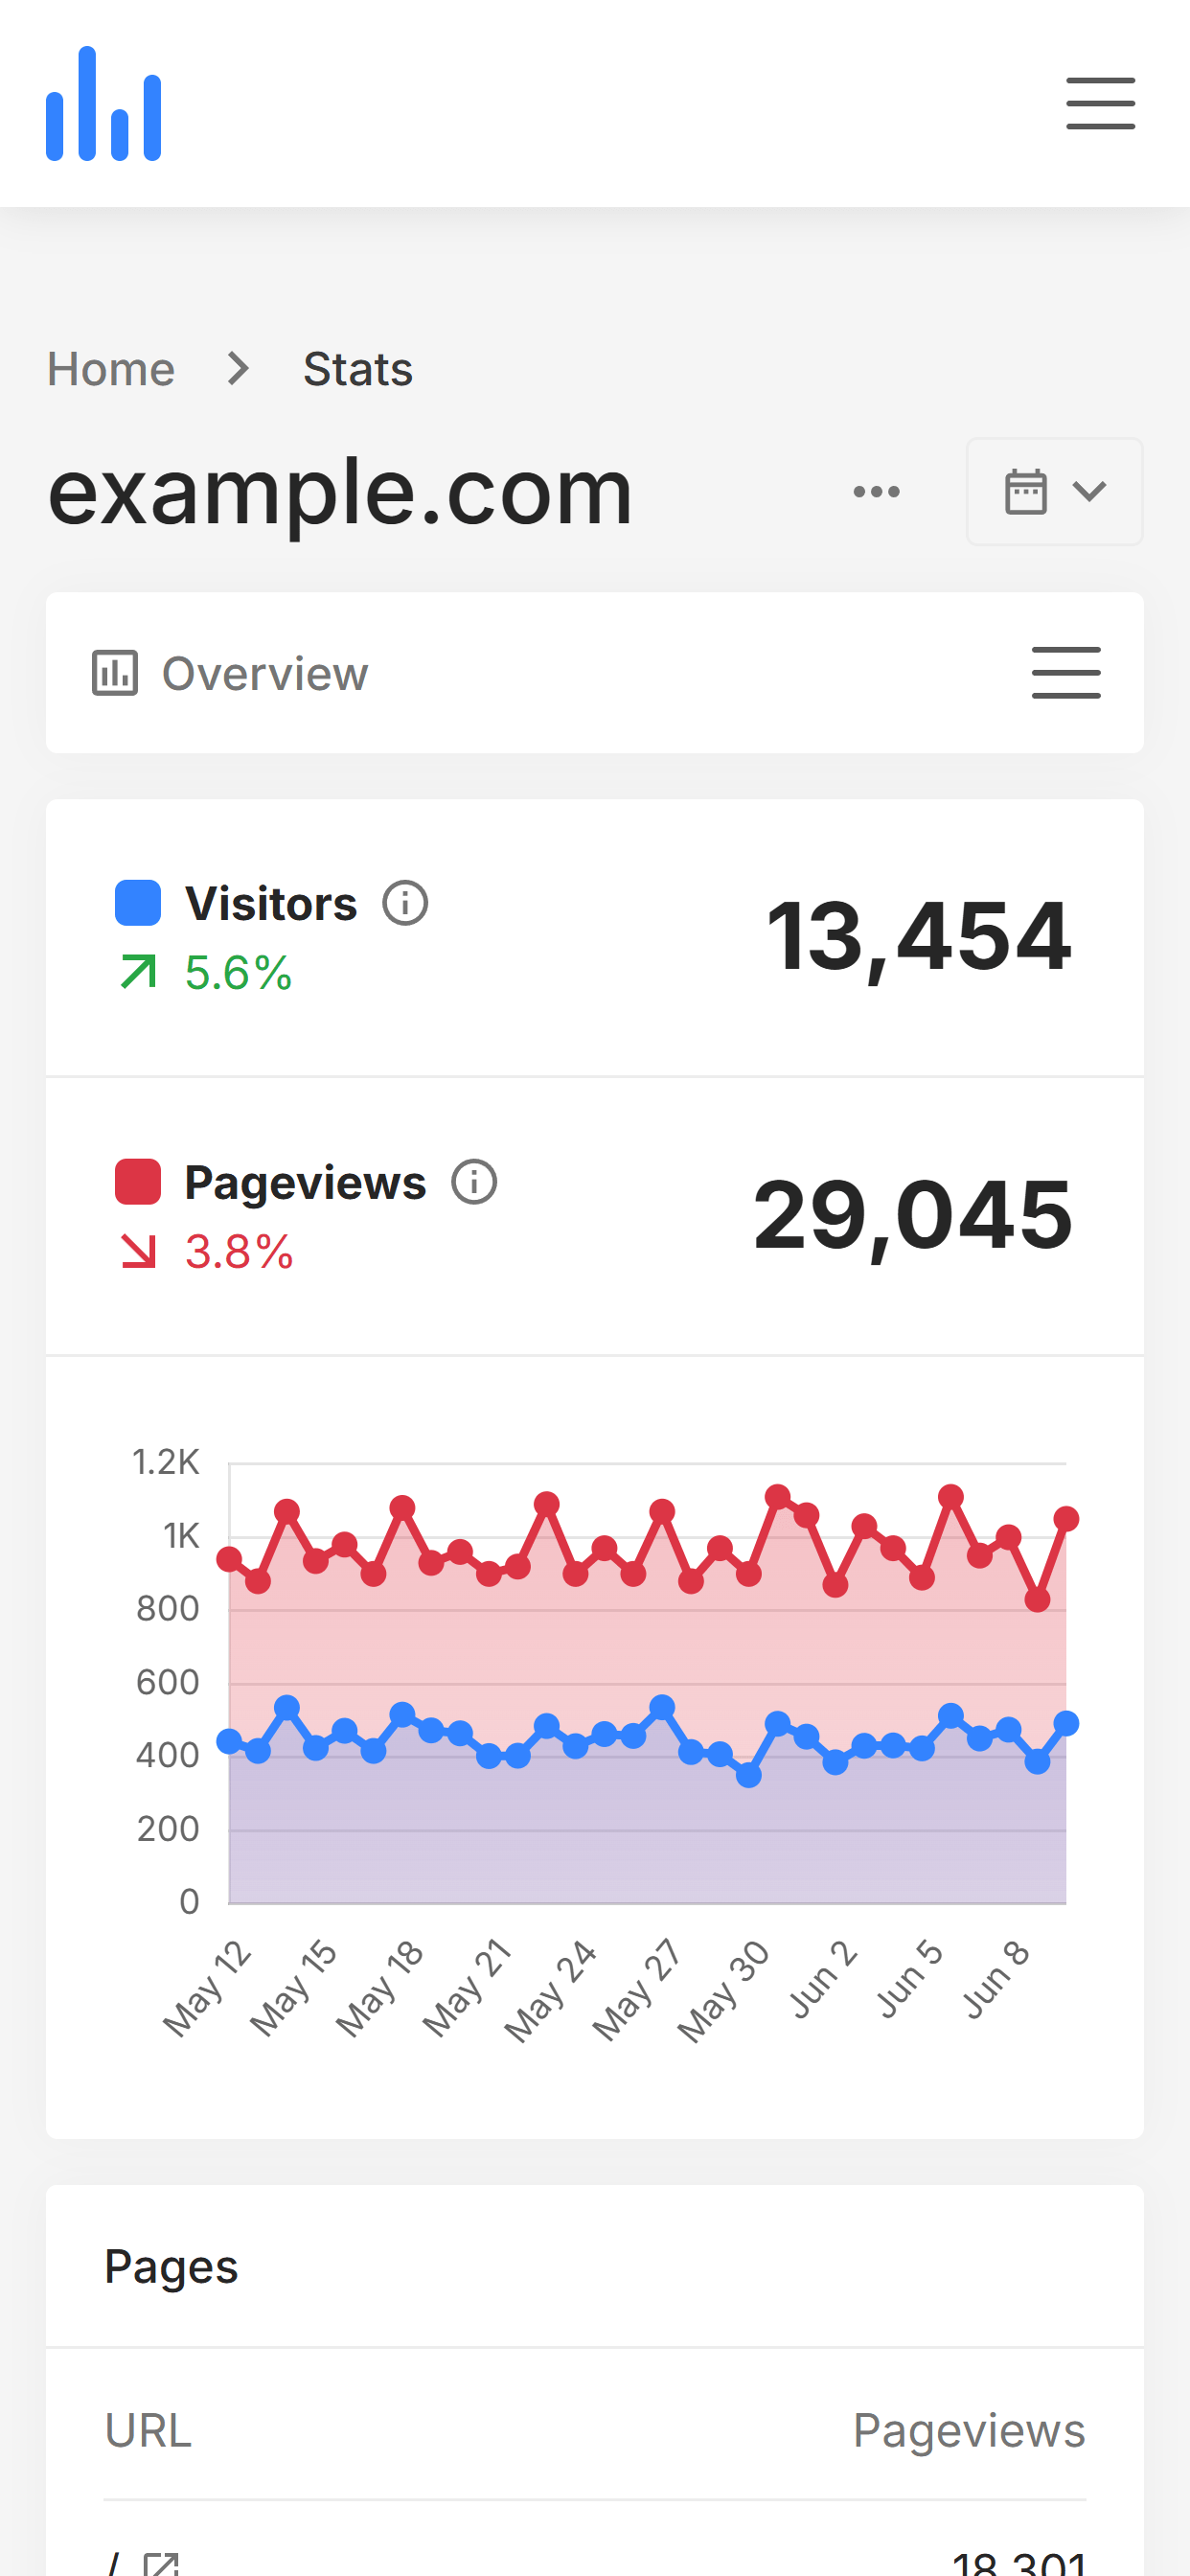 Home Stats
example.com
Overview
Visitors
5.6%
13,454
Pageviews
3.8%
29,045
1.2K
1K
800
600
400
200
0
May 12 May 15 May 18 May 21 May 24 May 27 May 30 Jun 2 Jun 5 Jun 8
Pages
URL Pageviews
/ 18,301